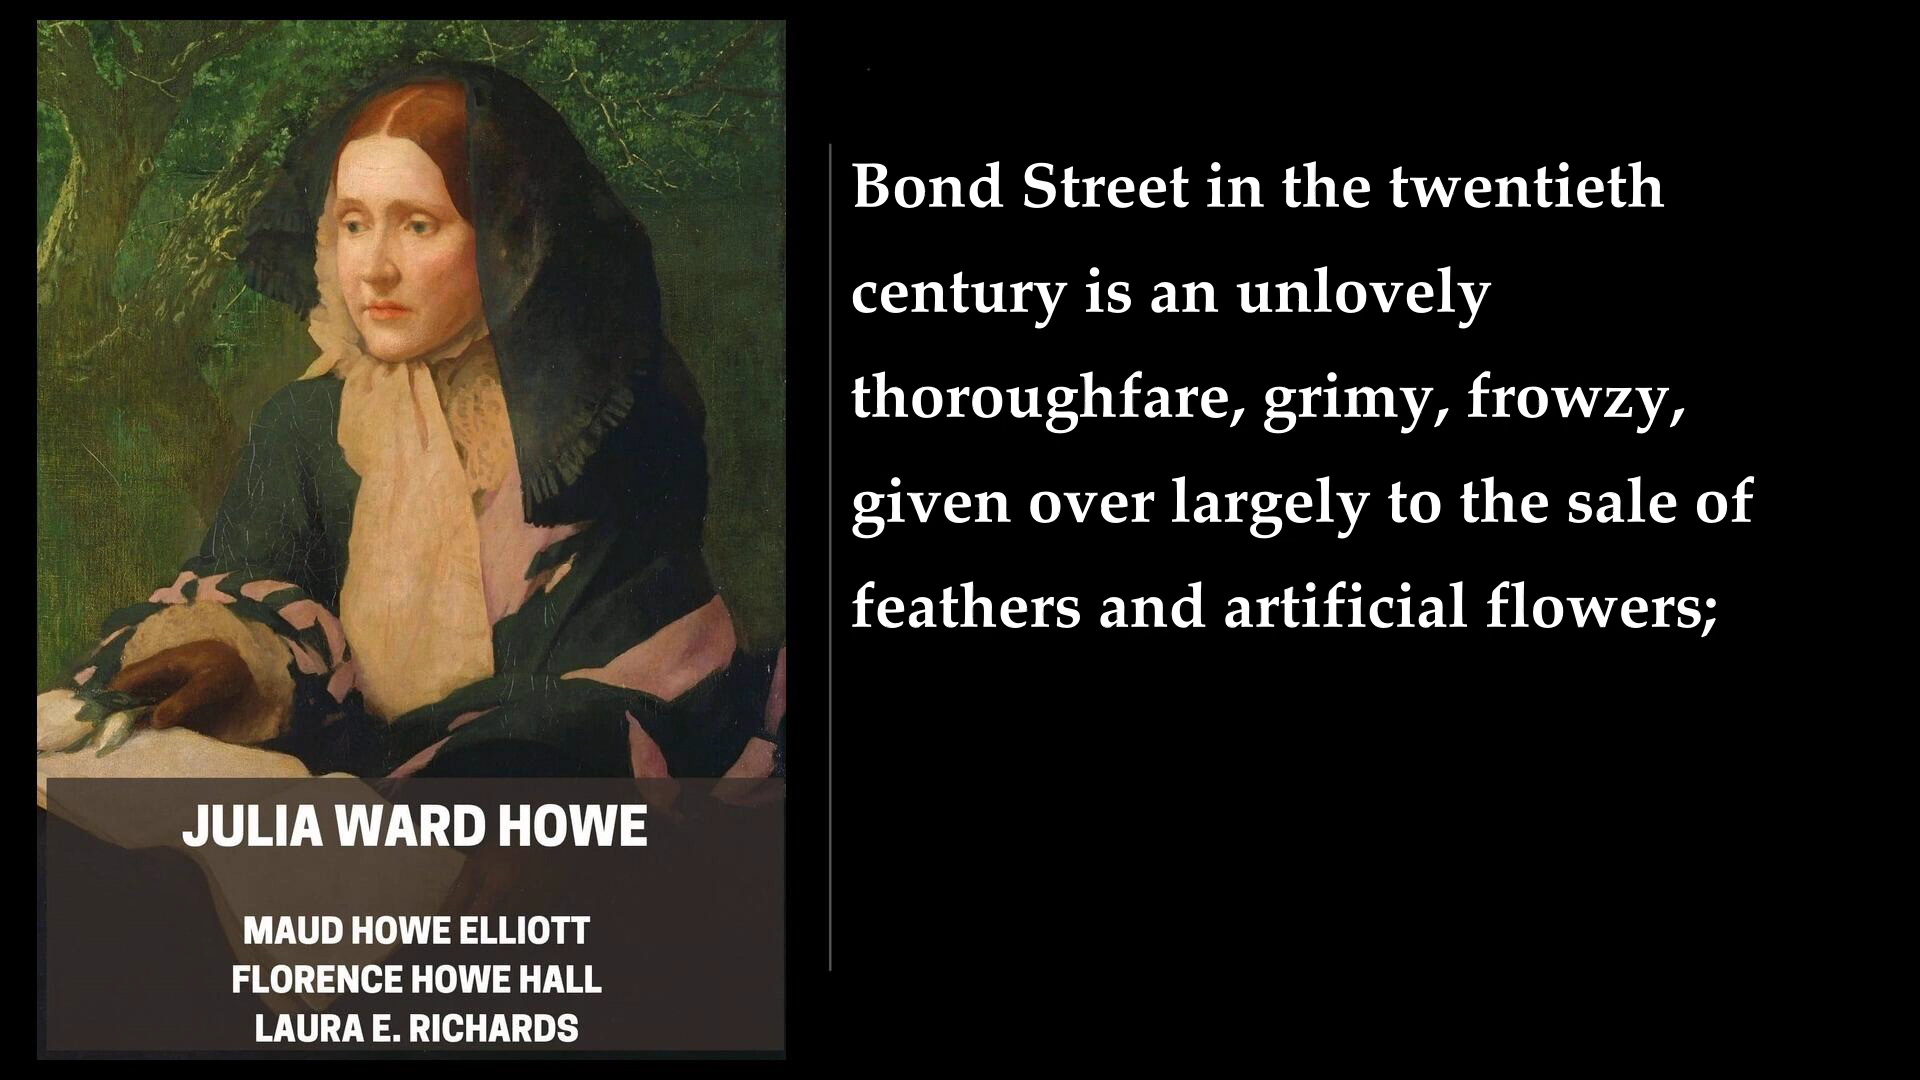 JULIA WARD HOWE
MAUD HOWE ELLIOTT
FLORENCE HOWE HALL
LAURA E. RICHARDS
Bond Street in the twentieth
century is an unlovely
thoroughfare, grimy, frowzy,
given over largely to the sale of
feathers and artificial flowers;